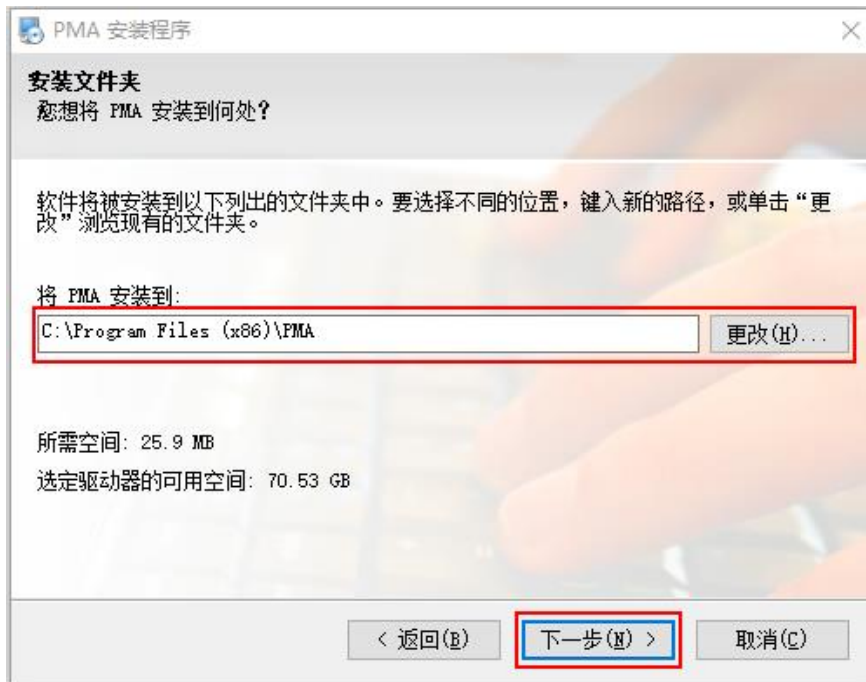 PMA 安装程序
安装文件夹
您想将 PMA 安装到何处?
软件将被安装到以下列出的文件夹中。要选择不同的位置，键入新的路径，或单击“更
改”浏览现有的文件夹。
将 PMA 安装到:
C:\Program Files (x86)\PMA
更改(H)...
所需空间: 25.9 MB
选定驱动器的可用空间: 70.53 GB
< 返回(B)
下一步(N) >
取消(C)